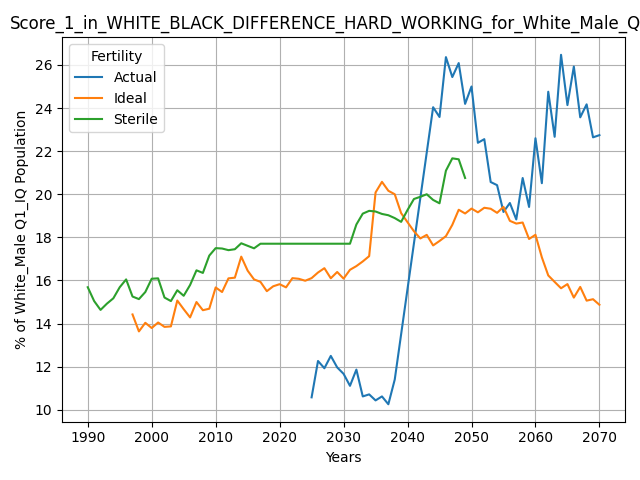 Score_1_in_WHITE_BLACK_DIFFERENCE_HARD_WORKING_for_White_Male_Q
Fertility
Actual
Ideal
Sterile
% of White_Male Q1_IQ Population
26
24
22
20
18
16
14
12
10
1990 2000 2010 2020 2030 2040 2050 2060 2070
Years